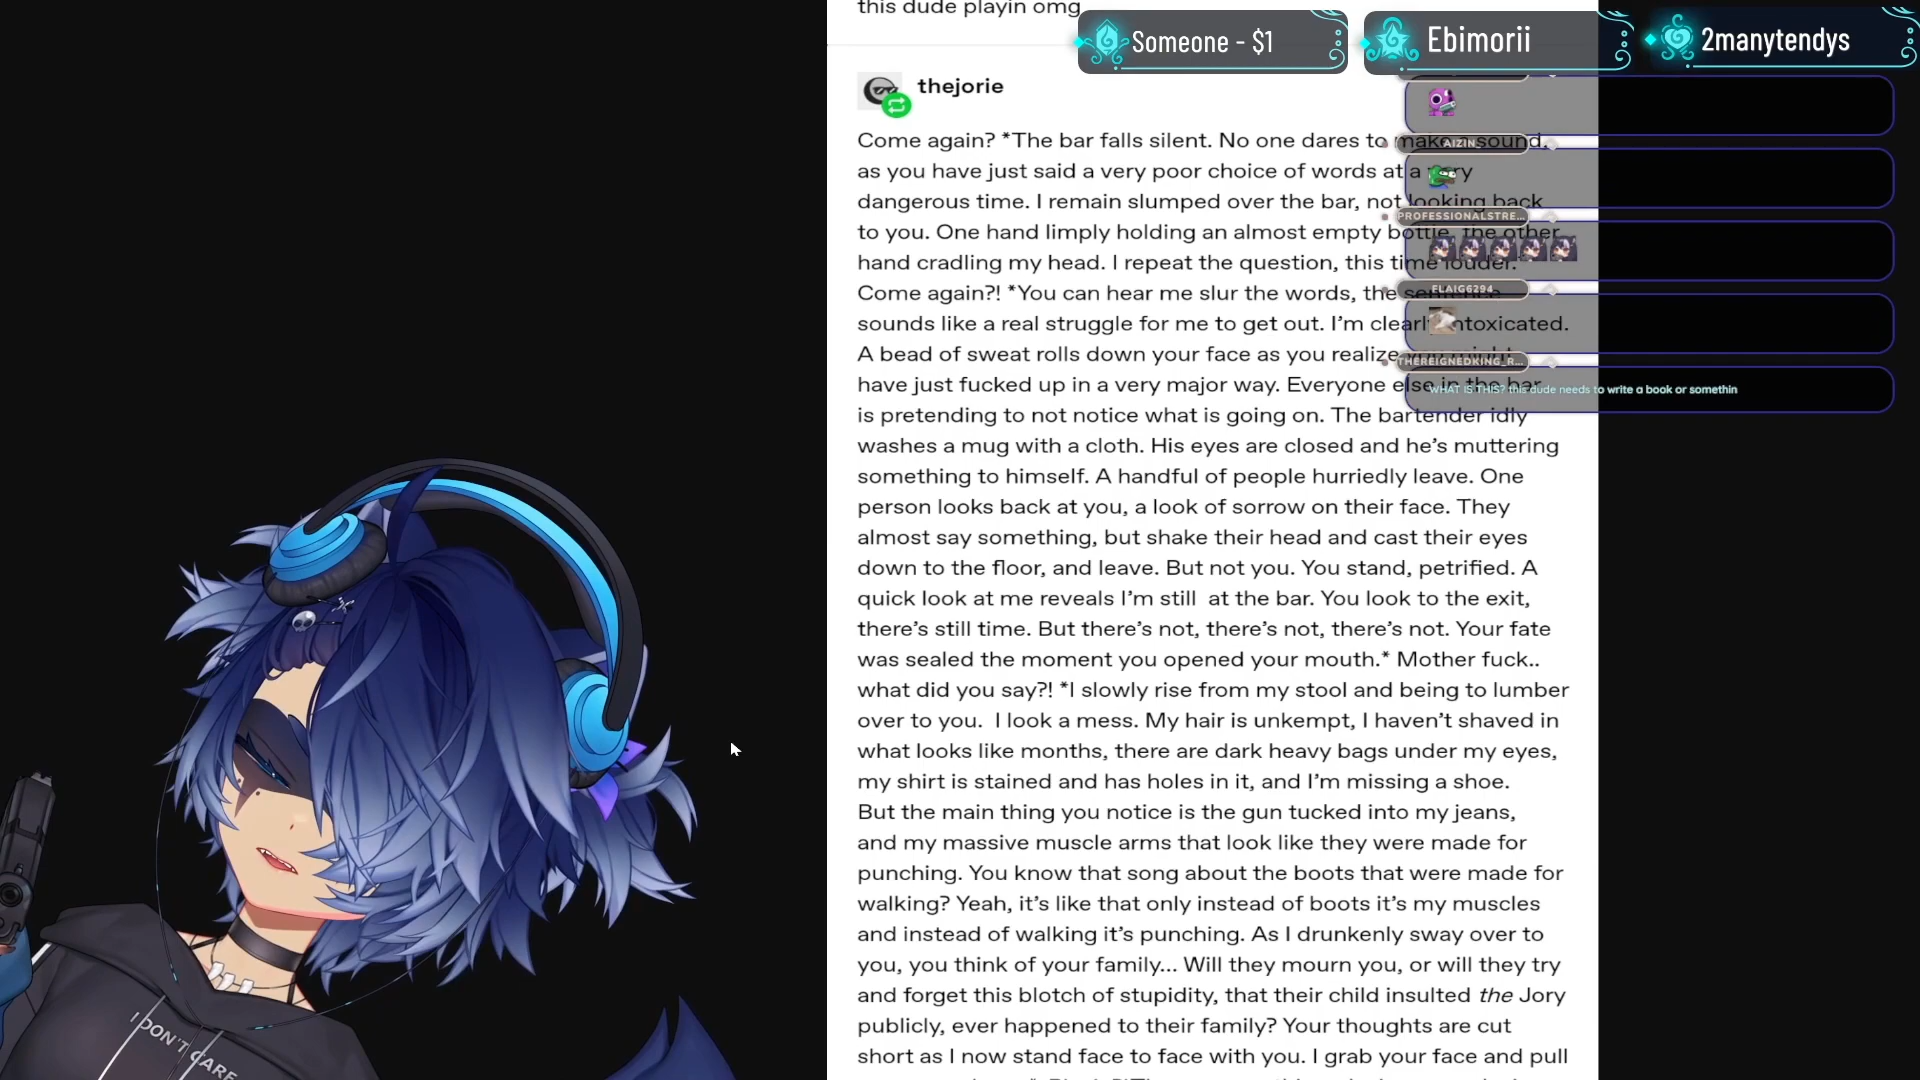 this dude playin omg
Someone - $1
Ebimorii
2manytendys
thejorie
Come again? *The bar falls silent. No one dares to make a sound,
as you have just said a very poor choice of words at a very
dangerous time. I remain slumped over the bar, not looking back
to you. One hand limply holding an almost empty bottle, the other
hand cradling my head. I repeat the question, this time louder.
Come again?! *You can hear me slur the words, the sentence
sounds like a real struggle for me to get out. I’m clearly intoxicated.
A bead of sweat rolls down your face as you realize you might
have just fucked up in a very major way. Everyone else in the bar
is pretending to not notice what is going on. The bartender idly
washes a mug with a cloth. His eyes are closed and he’s muttering
something to himself. A handful of people hurriedly leave. One
person looks back at you, a look of sorrow on their face. They
almost say something, but shake their head and cast their eyes
down to the floor, and leave. But not you. You stand, petrified. A
quick look at me reveals I’m still at the bar. You look to the exit,
there’s still time. But there’s not, there’s not, there’s not. Your fate
was sealed the moment you opened your mouth.* Mother fuck..
what did you say?! *I slowly rise from my stool and being to lumber
over to you. I look a mess. My hair is unkempt, I haven’t shaved in
what looks like months, there are dark heavy bags under my eyes,
my shirt is stained and has holes in it, and I’m missing a shoe.
But the main thing you notice is the gun tucked into my jeans,
and my massive muscle arms that look like they were made for
punching. You know that song about the boots that were made for
walking? Yeah, it’s like that only instead of boots it’s my muscles
and instead of walking it’s punching. As I drunkenly sway over to
you, you think of your family... Will they mourn you, or will they try
and forget this blotch of stupidity, that their child insulted the Jory
publicly, ever happened to their family? Your thoughts are cut
short as I now stand face to face with you. I grab your face and pull
AIZIN_
PROFESSIONALSTRE...
ELAIG6294
THEREIGNEDKING_R...
WHAT IS THIS? this dude needs to write a book or somethin
I DON'T CARE